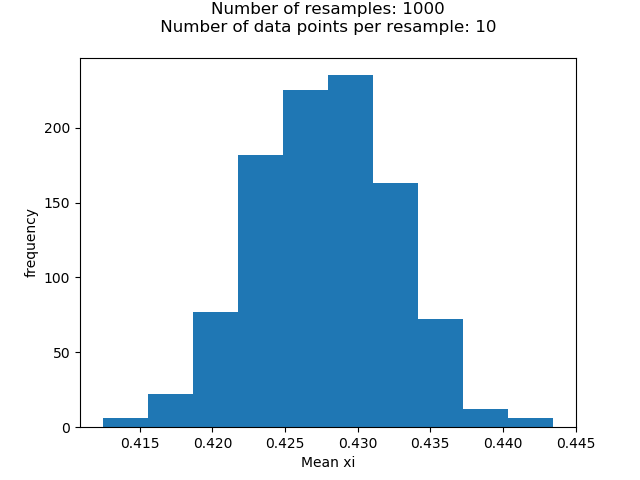 Number of resamples: 1000
Number of data points per resample: 10
200
150
100
50
0
frequency
0.415 0.420 0.425 0.430 0.435 0.440 0.445
Mean xi